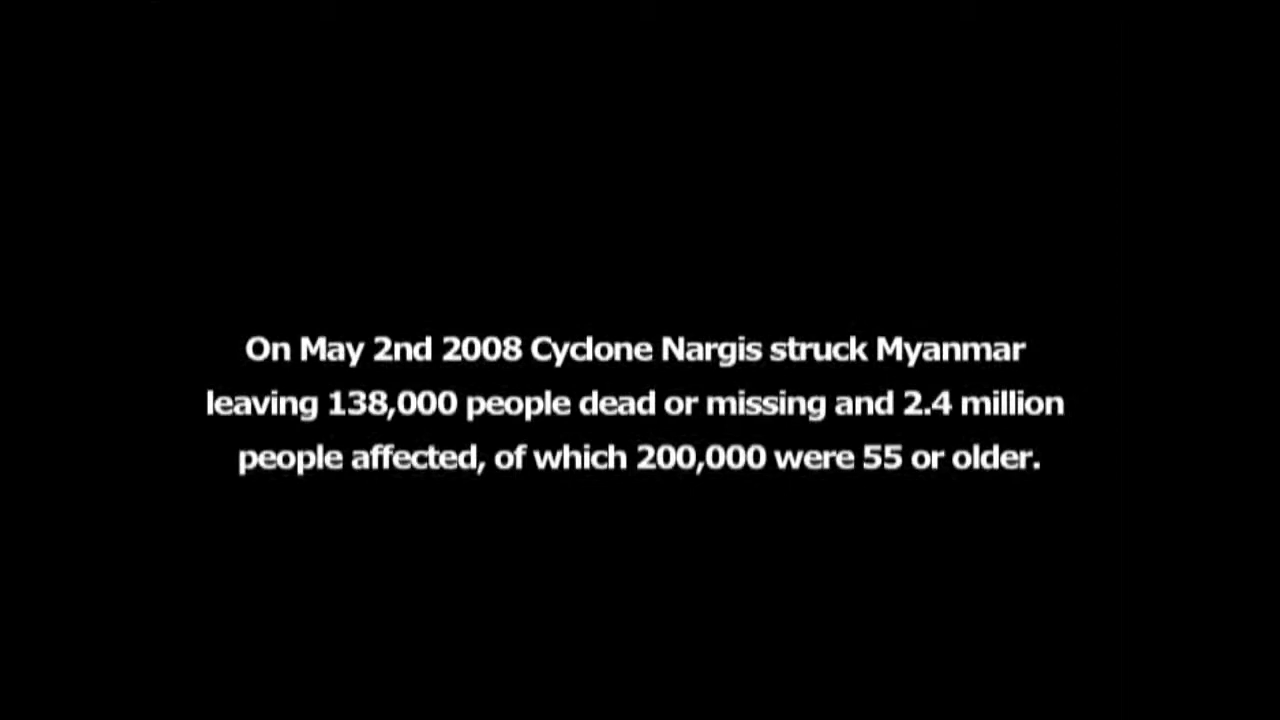 On May 2nd 2008 Cyclone Nargis struck Myanmar
leaving 138,000 people dead or missing and 2.4 million
people affected, of which 200,000 were 55 or older.